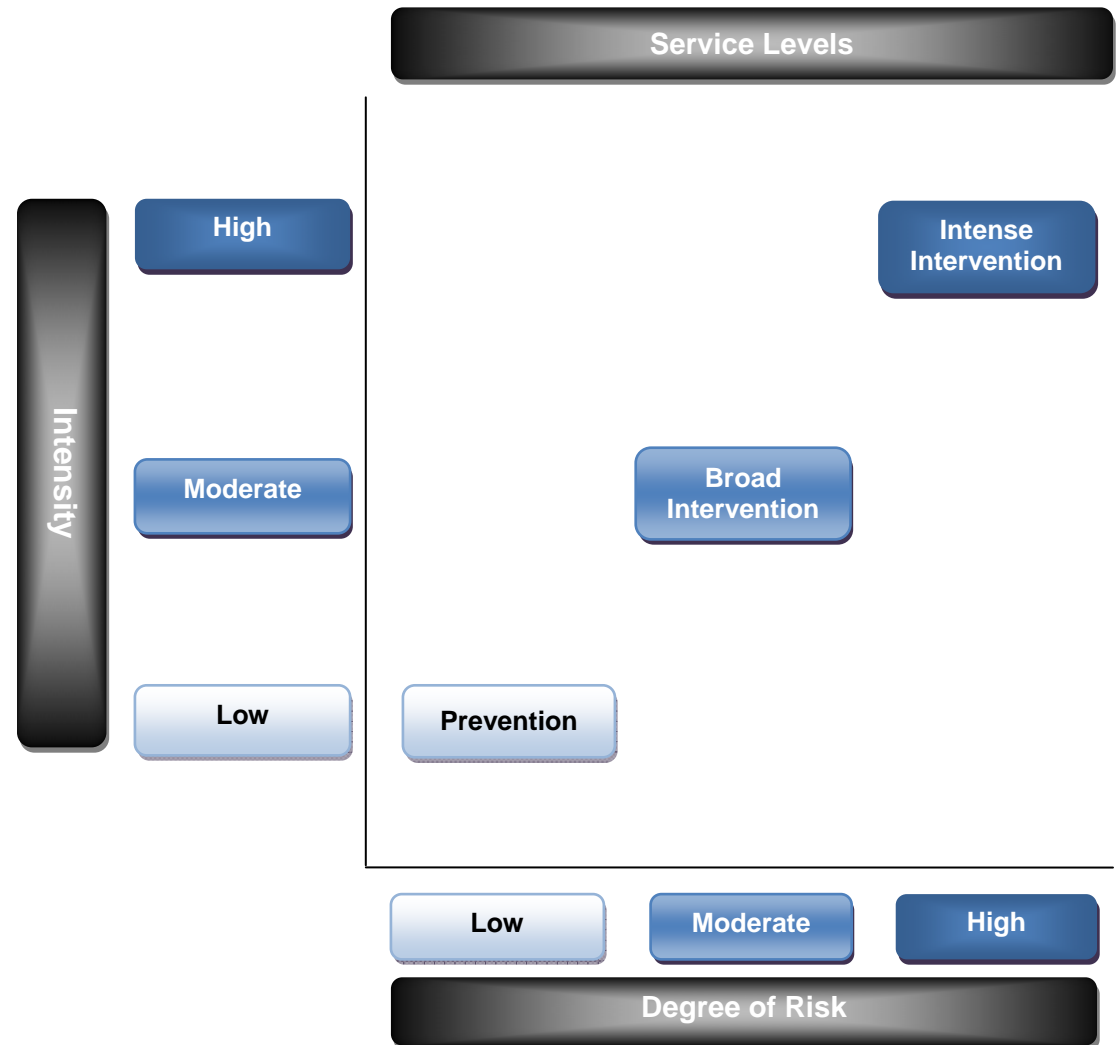 Service Levels
High
Intense
Intervention
Intensity
Moderate
Broad
Intervention
Low
Prevention
Low
Moderate
High
Degree of Risk